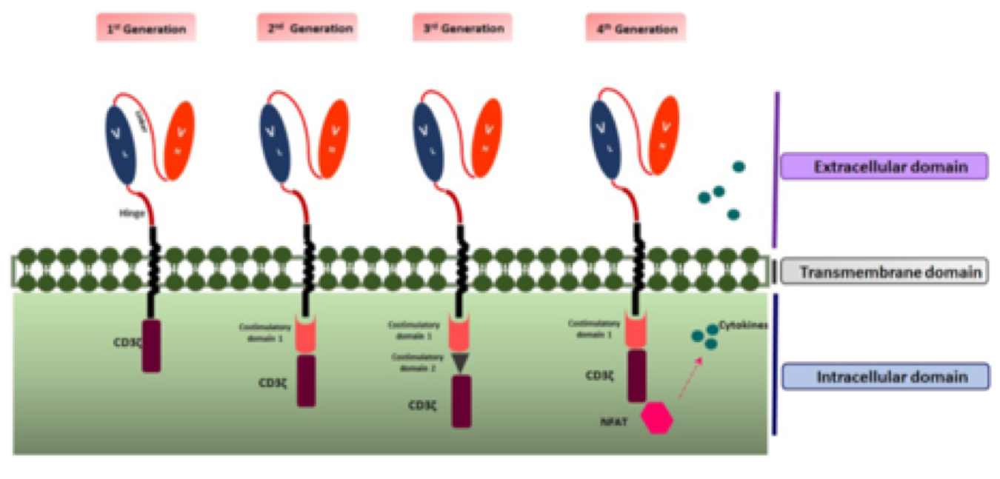 1st Generation
2nd Generation
3rd Generation
4th Generation
Linker
V
L
V
H
V
L
V
H
V
L
V
H
V
L
V
H
Hinge
Extracellular domain
Transmembrane domain
Intracellular domain
CD3ζ
Costimulatory
domain 1
CD3ζ
Costimulatory
domain 1
Costimulatory
domain 2
CD3ζ
Costimulatory
domain 1
CD3ζ
NFAT
Cytokines